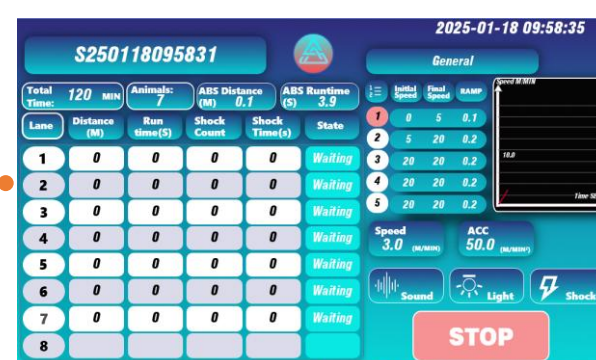 2025-01-18 09:58:35
S250118095831
General
Total Time: 120 MIN
Animals: 7
ABS Distance (M) 0.1
ABS Runtime (S) 3.9
Initial Speed Final Speed RAMP
1 0 5 0.1
2 5 20 0.2
3 20 20 0.2
4 20 20 0.2
5 20 20 0.2
Speed M/MIN
10.0
Time SE
Lane Distance (M) Run time(S) Shock Count Shock Time(s) State
1 0 0 0 0 Waiting
2 0 0 0 0 Waiting
3 0 0 0 0 Waiting
4 0 0 0 0 Waiting
5 0 0 0 0 Waiting
6 0 0 0 0 Waiting
7 0 0 0 0 Waiting
8
Speed 3.0 (M/MIN)
ACC 50.0 (M/MIN²)
Sound
Light
Shock
STOP